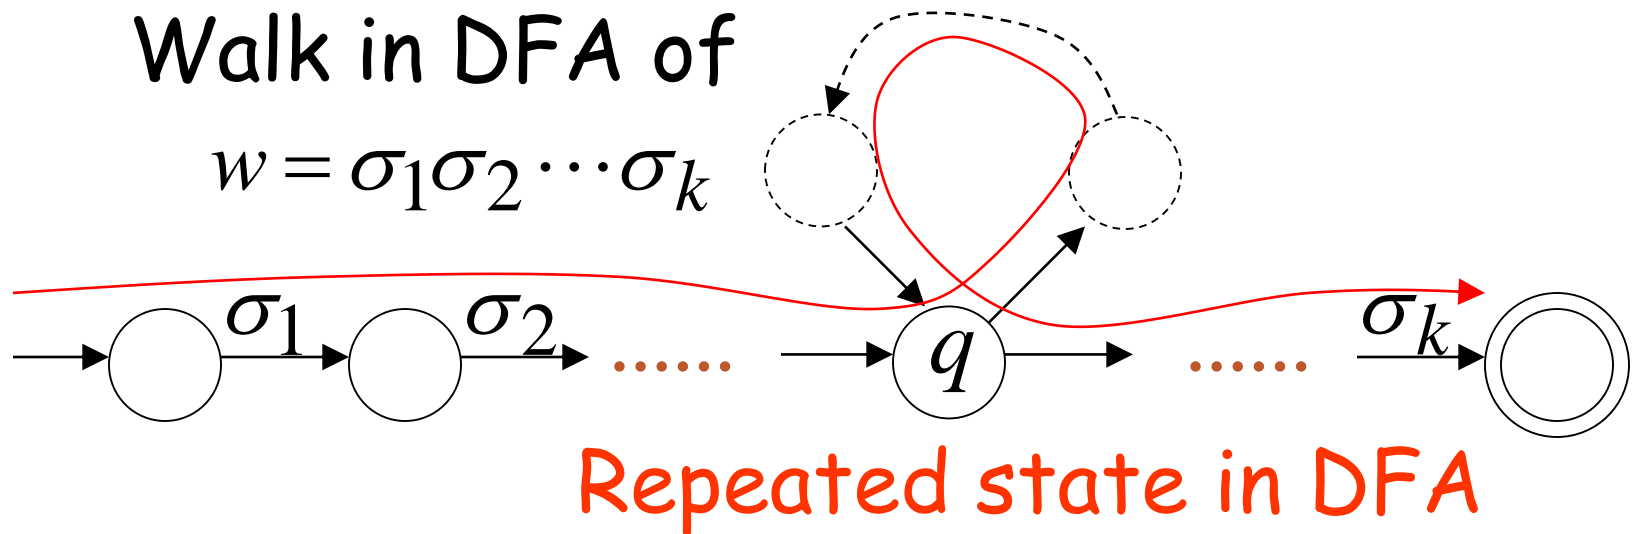 Walk in DFA of
w = σ₁σ₂⋯σₖ
σ₁
σ₂
......
q
......
σₖ
Repeated state in DFA